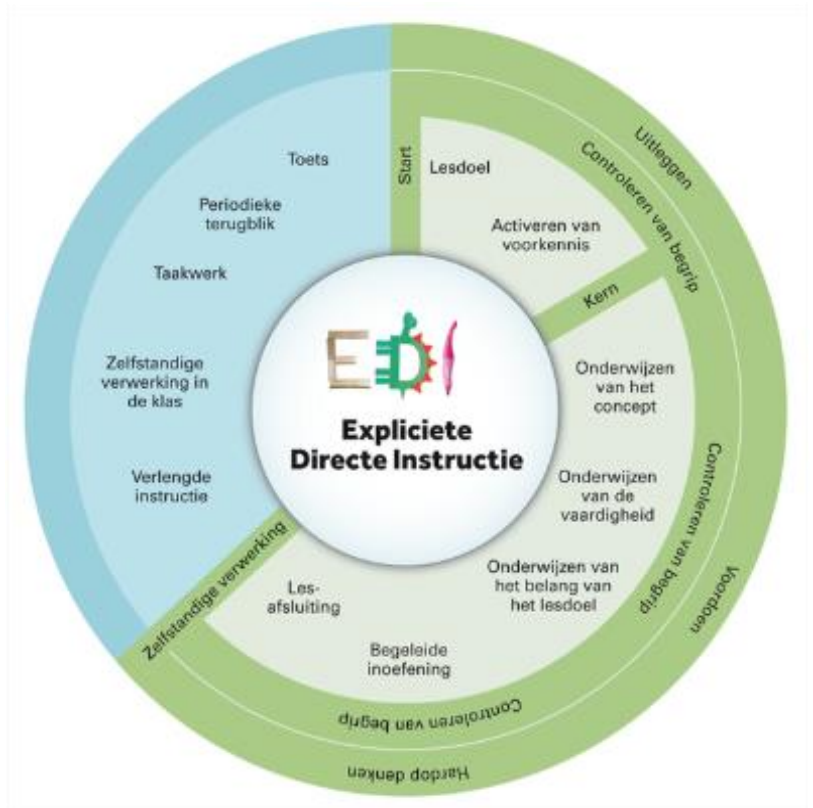 Uitleggen
Controleren van begrip
Start
Lesdoel
Activeren van
voorkennis
Kern
Onderwijzen
van het
concept
Onderwijzen
van de
vaardigheid
Onderwijzen van
het belang van
het lesdoel
Controleren van begrip
Voordoen
Begeleide
inoefening
Les-
afsluiting
Controleren van begrip
Hardop denken
Zelfstandige verwerking
Verlengde
instructie
Zelfstandige
verwerking in
de klas
Taakwerk
Periodieke
terugblik
Toets
EDI
Expliciete
Directe Instructie